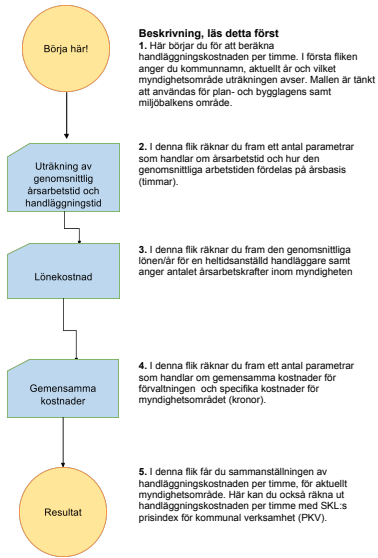 Börja här!
Beskrivning, läs detta först
1. Här börjar du för att beräkna
handläggningskostnaden per timme. I första fliken
anger du kommunnamn, aktuellt år och vilket
myndighetsområde uträkningen avser. Mallen är tänkt
att användas för plan- och bygglagens samt
miljöbalkens område.
Uträkning av
genomsnittlig
årsarbetstid och
handläggningstid
2. I denna flik räknar du fram ett antal parametrar
som handlar om årsarbetstid och hur den
genomsnittliga arbetstiden fördelas på årsbasis
(timmar).
Lönekostnad
3. I denna flik räknar du fram den genomsnittliga
lönen/år för en heltidsanställd handläggare samt
anger antalet årsarbetskrafter inom myndigheten
Gemensamma
kostnader
4. I denna flik räknar du fram ett antal parametrar
som handlar om gemensamma kostnader för
förvaltningen och specifika kostnader för
myndighetsområdet (kronor).
Resultat
5. I denna flik får du sammanställningen av
handläggningskostnaden per timme, för aktuellt
myndighetsområde. Här kan du också räkna ut
handläggningskostnaden per timme med SKL:s
prisindex för kommunal verksamhet (PKV).